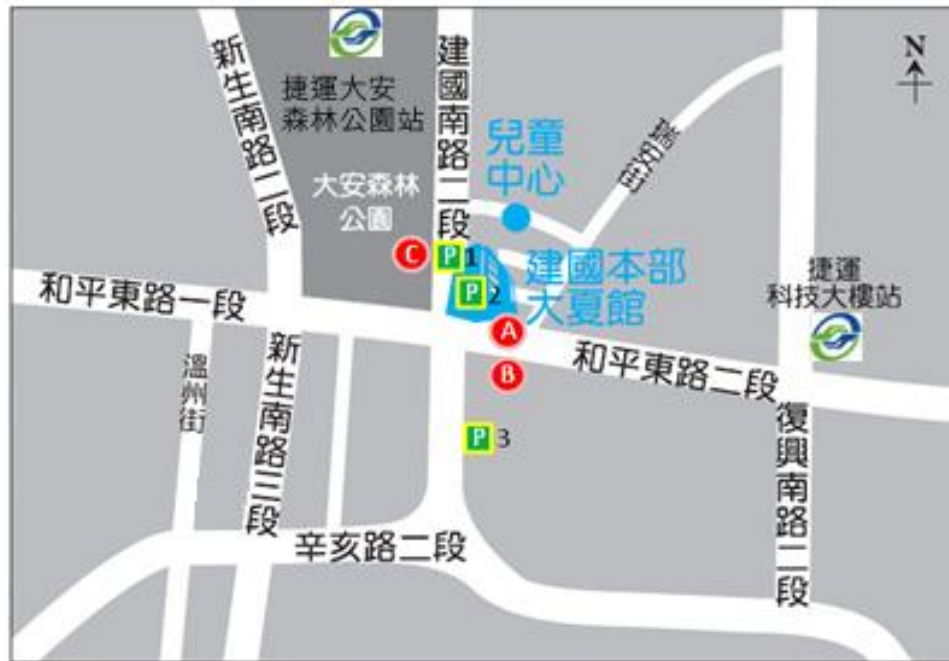 新生南路二段
捷運大安
森林公園站
建國南路二段
N
兒童
中心
瑞安街
大安森林
公園
C
P 1
P 2
建國本部
大夏館
A
B
捷運
科技大樓站
和平東路一段
和平東路二段
溫州街
新生南路三段
P 3
復興南路二段
辛亥路二段